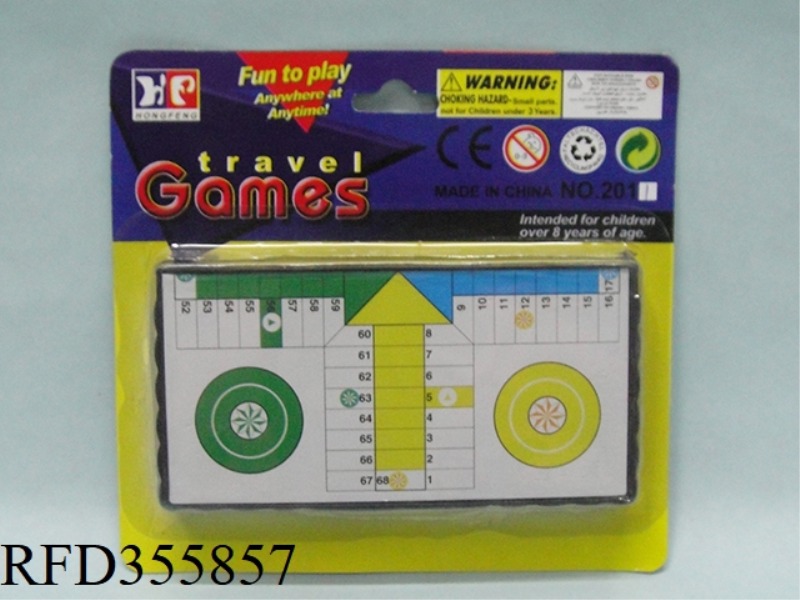 HONGFENG
Fun to play
Anywhere at
Anytime!
travel
Games
WARNING:
CHOKING HAZARD-Small parts.
not for Children under 3 Years.
CE
0-3
MADE IN CHINA NO.201
Intended for children
over 8 years of age.
52 53 54 55 56 57 58 59
9 10 11 12 13 14 15 16 17
60 8
61 7
62 6
63 5
64 4
65 3
66 2
67 68 1
RFD355857